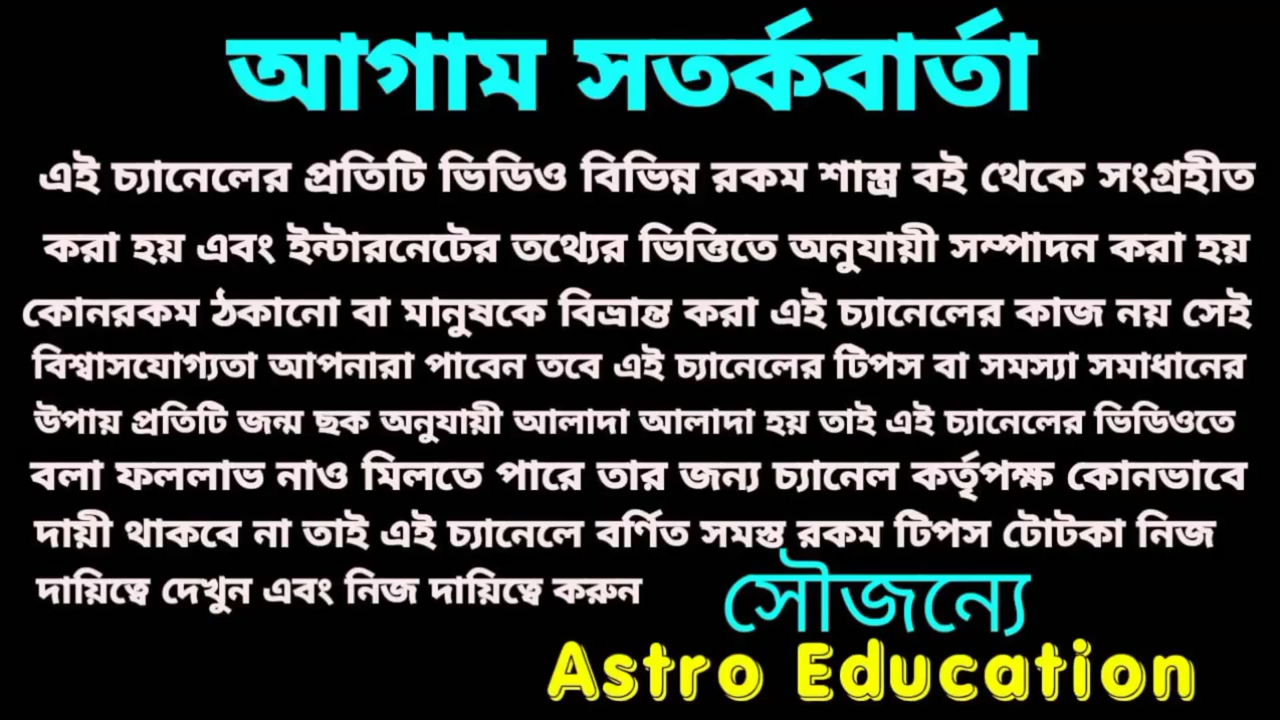 আগাম সতর্কবার্তা
এই চ্যানেলের প্রতিটি ভিডিও বিভিন্ন রকম শাস্ত্র বই থেকে সংগ্রহীত
করা হয় এবং ইন্টারনেটের তথ্যের ভিত্তিতে অনুযায়ী সম্পাদন করা হয়
কোনরকম ঠকানো বা মানুষকে বিভ্রান্ত করা এই চ্যানেলের কাজ নয় সেই
বিশ্বাসযোগ্যতা আপনারা পাবেন তবে এই চ্যানেলের টিপস বা সমস্যা সমাধানের
উপায় প্রতিটি জন্ম ছক অনুযায়ী আলাদা আলাদা হয় তাই এই চ্যানেলের ভিডিওতে
বলা ফললাভ নাও মিলতে পারে তার জন্য চ্যানেল কর্তৃপক্ষ কোনভাবে
দায়ী থাকবে না তাই এই চ্যানেলে বর্ণিত সমস্ত রকম টিপস টোটকা নিজ
দায়িত্বে দেখুন এবং নিজ দায়িত্বে করুন
সৌজন্যে
Astro Education